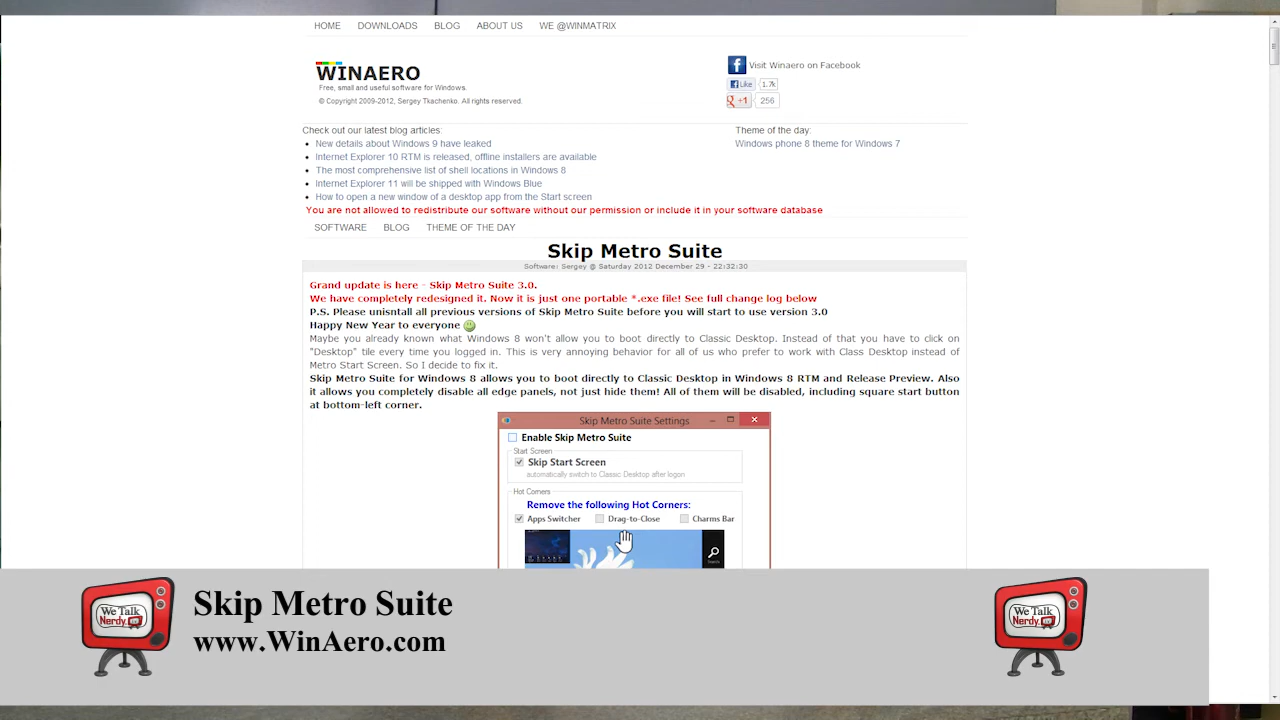 HOME DOWNLOADS BLOG ABOUT US WE @WINMATRIX
WINAERO
Free, small and useful software for Windows.
© Copyright 2009-2012, Sergey Tkachenko. All rights reserved.
Visit Winaero on Facebook
Like 1.7k
+1 256
Check out our latest blog articles:
New details about Windows 9 have leaked
Internet Explorer 10 RTM is released, offline installers are available
The most comprehensive list of shell locations in Windows 8
Internet Explorer 11 will be shipped with Windows Blue
How to open a new window of a desktop app from the Start screen
Theme of the day:
Windows phone 8 theme for Windows 7
You are not allowed to redistribute our software without our permission or include it in your software database
SOFTWARE BLOG THEME OF THE DAY
Skip Metro Suite
Software: Sergey @ Saturday 2012 December 29 - 22:32:30
Grand update is here - Skip Metro Suite 3.0.
We have completely redesigned it. Now it is just one portable *.exe file! See full change log below
P.S. Please unisntall all previous versions of Skip Metro Suite before you will start to use version 3.0
Happy New Year to everyone
Maybe you already known what Windows 8 won't allow you to boot directly to Classic Desktop. Instead of that you have to click on
"Desktop" tile every time you logged in. This is very annoying behavior for all of us who prefer to work with Class Desktop instead of
Metro Start Screen. So I decide to fix it.
Skip Metro Suite for Windows 8 allows you to boot directly to Classic Desktop in Windows 8 RTM and Release Preview. Also
it allows you completely disable all edge panels, not just hide them! All of them will be disabled, including square start button
at bottom-left corner.
Skip Metro Suite Settings
Enable Skip Metro Suite
Start Screen
Skip Start Screen
automatically switch to Classic Desktop after logon
Hot Corners
Remove the following Hot Corners:
Apps Switcher Drag-to-Close Charms Bar
Search
We Talk
Nerdy.TV
Skip Metro Suite
www.WinAero.com
We Talk
Nerdy.TV